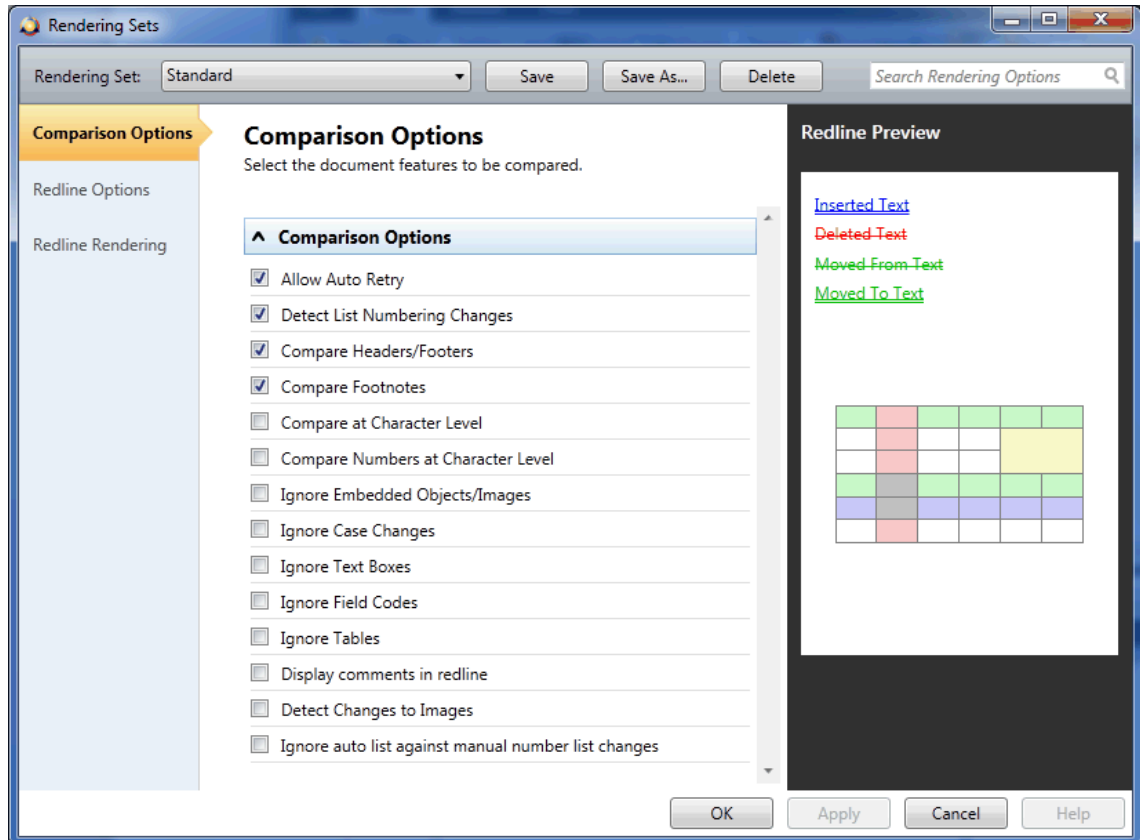 Rendering Sets
Rendering Set: Standard Save Save As... Delete Search Rendering Options
Comparison Options
Redline Options
Redline Rendering
Comparison Options
Select the document features to be compared.
Comparison Options
Allow Auto Retry
Detect List Numbering Changes
Compare Headers/Footers
Compare Footnotes
Compare at Character Level
Compare Numbers at Character Level
Ignore Embedded Objects/Images
Ignore Case Changes
Ignore Text Boxes
Ignore Field Codes
Ignore Tables
Display comments in redline
Detect Changes to Images
Ignore auto list against manual number list changes
Redline Preview
Inserted Text
Deleted Text
Moved From Text
Moved To Text
OK Apply Cancel Help